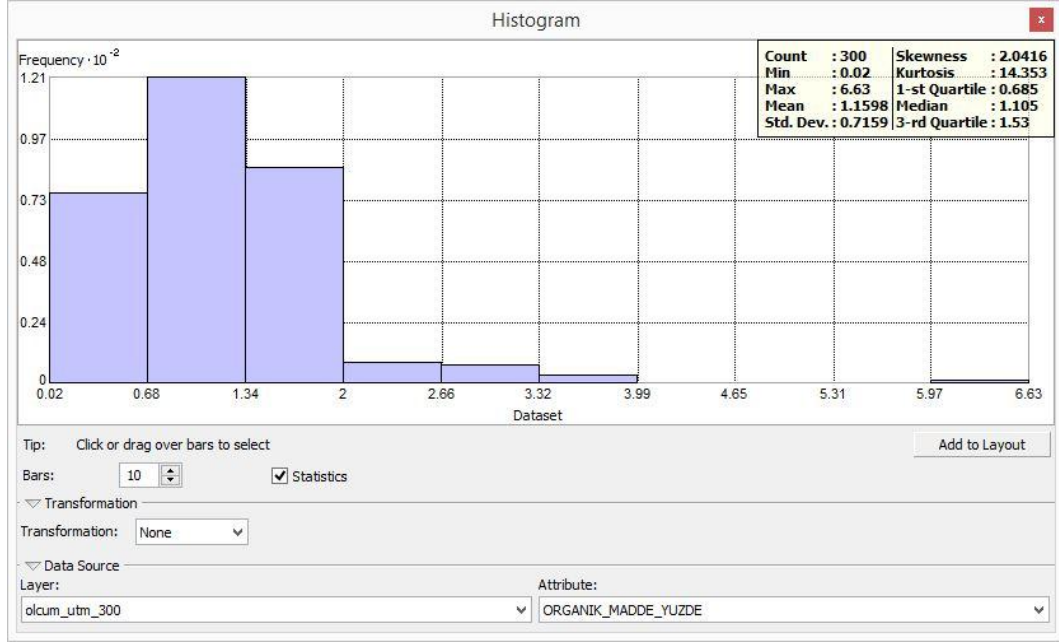 Histogram
x
Frequency · 10 -2
Count : 300 Skewness : 2.0416
Min : 0.02 Kurtosis : 14.353
Max : 6.63 1-st Quartile : 0.685
Mean : 1.1598 Median : 1.105
Std. Dev. : 0.7159 3-rd Quartile : 1.53
1.21
0.97
0.73
0.48
0.24
0
0.02 0.68 1.34 2 2.66 3.32 3.99 4.65 5.31 5.97 6.63
Dataset
Tip: Click or drag over bars to select
Add to Layout
Bars: 10 Statistics
Transformation
Transformation: None
Data Source
Layer: Attribute:
olcum_utm_300 ORGANIK_MADDE_YUZDE